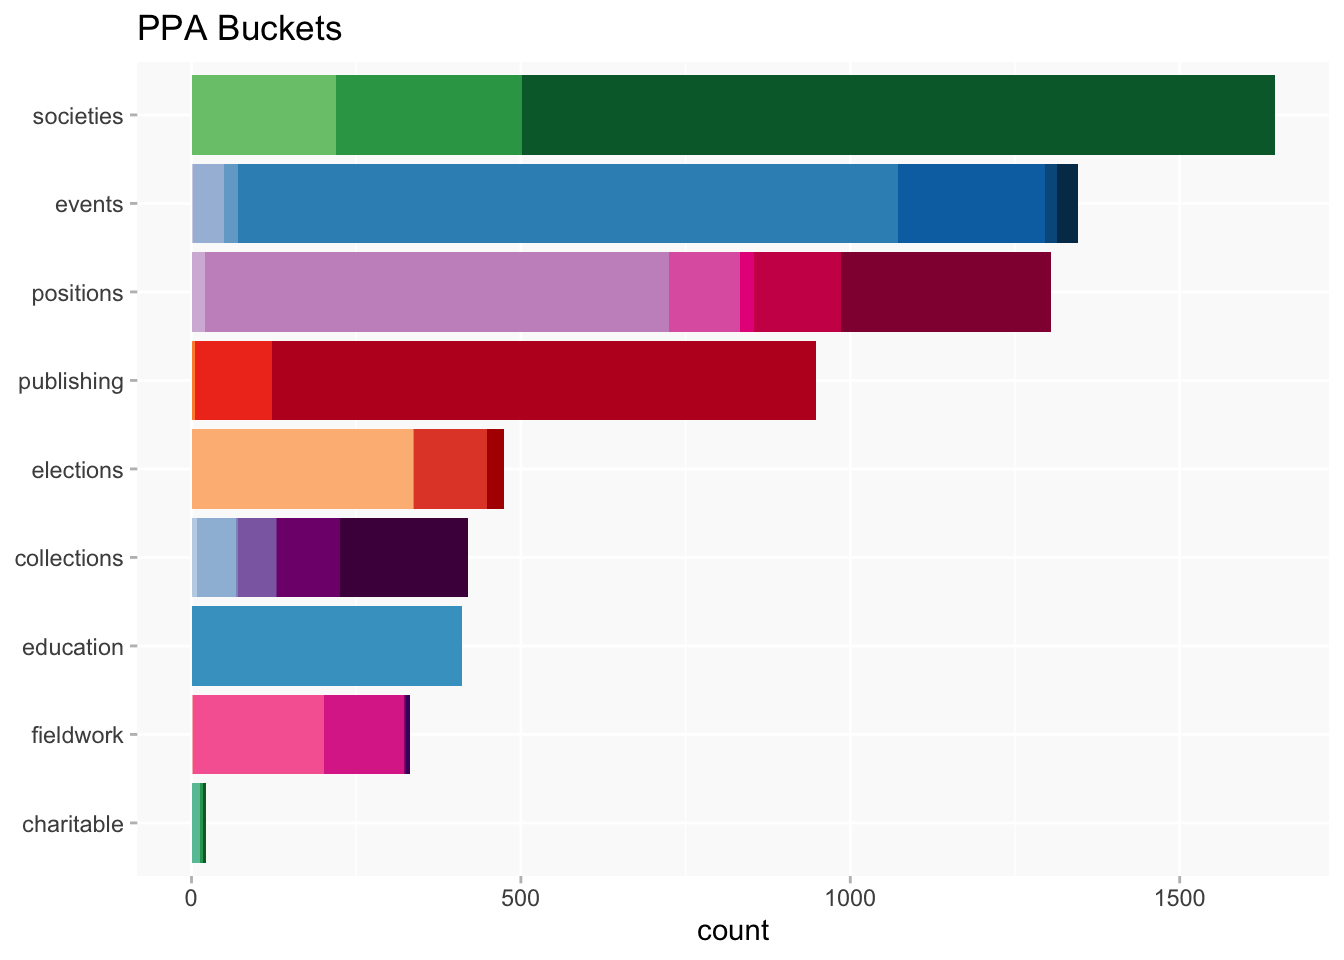 PPA Buckets
societies
events
positions
publishing
elections
collections
education
fieldwork
charitable
0 500 1000 1500
count